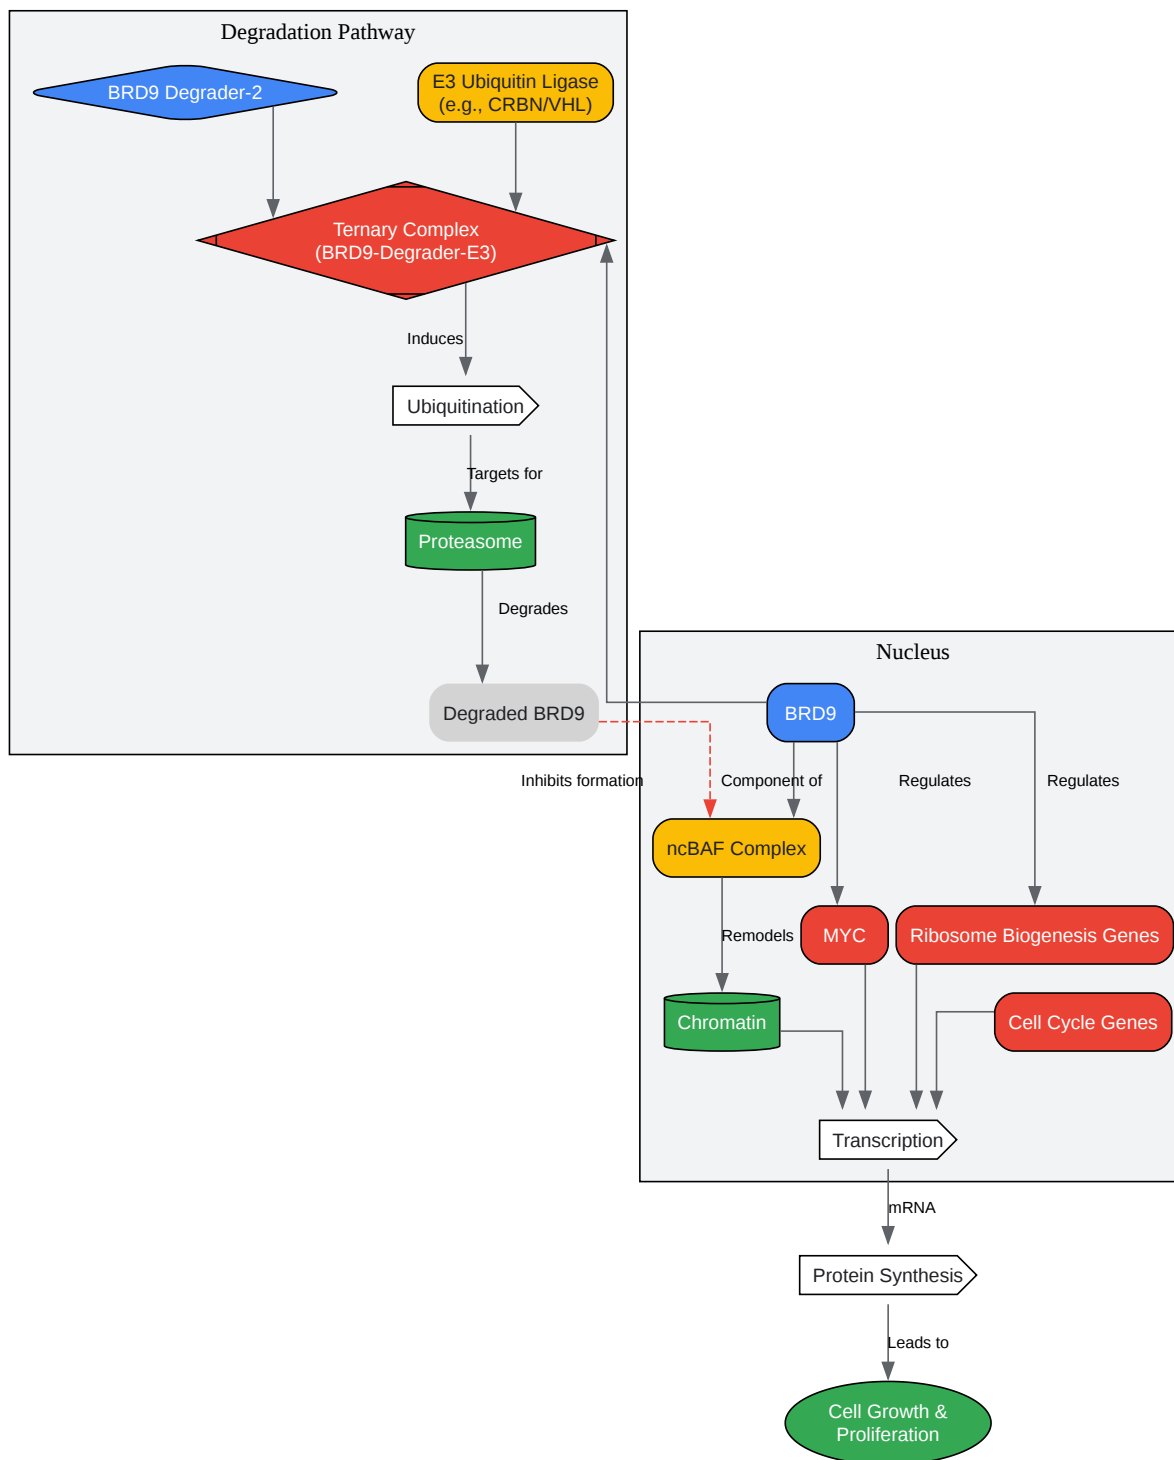 Degradation Pathway
BRD9 Degrader-2
E3 Ubiquitin Ligase
(e.g., CRBN/VHL)
Ternary Complex
(BRD9-Degrader-E3)
Induces
Ubiquitination
Targets for
Proteasome
Degrades
Degraded BRD9
Nucleus
BRD9
Inhibits formation
Component of
Regulates
Regulates
ncBAF Complex
Remodels
MYC
Ribosome Biogenesis Genes
Chromatin
Cell Cycle Genes
Transcription
mRNA
Protein Synthesis
Leads to
Cell Growth &
Proliferation